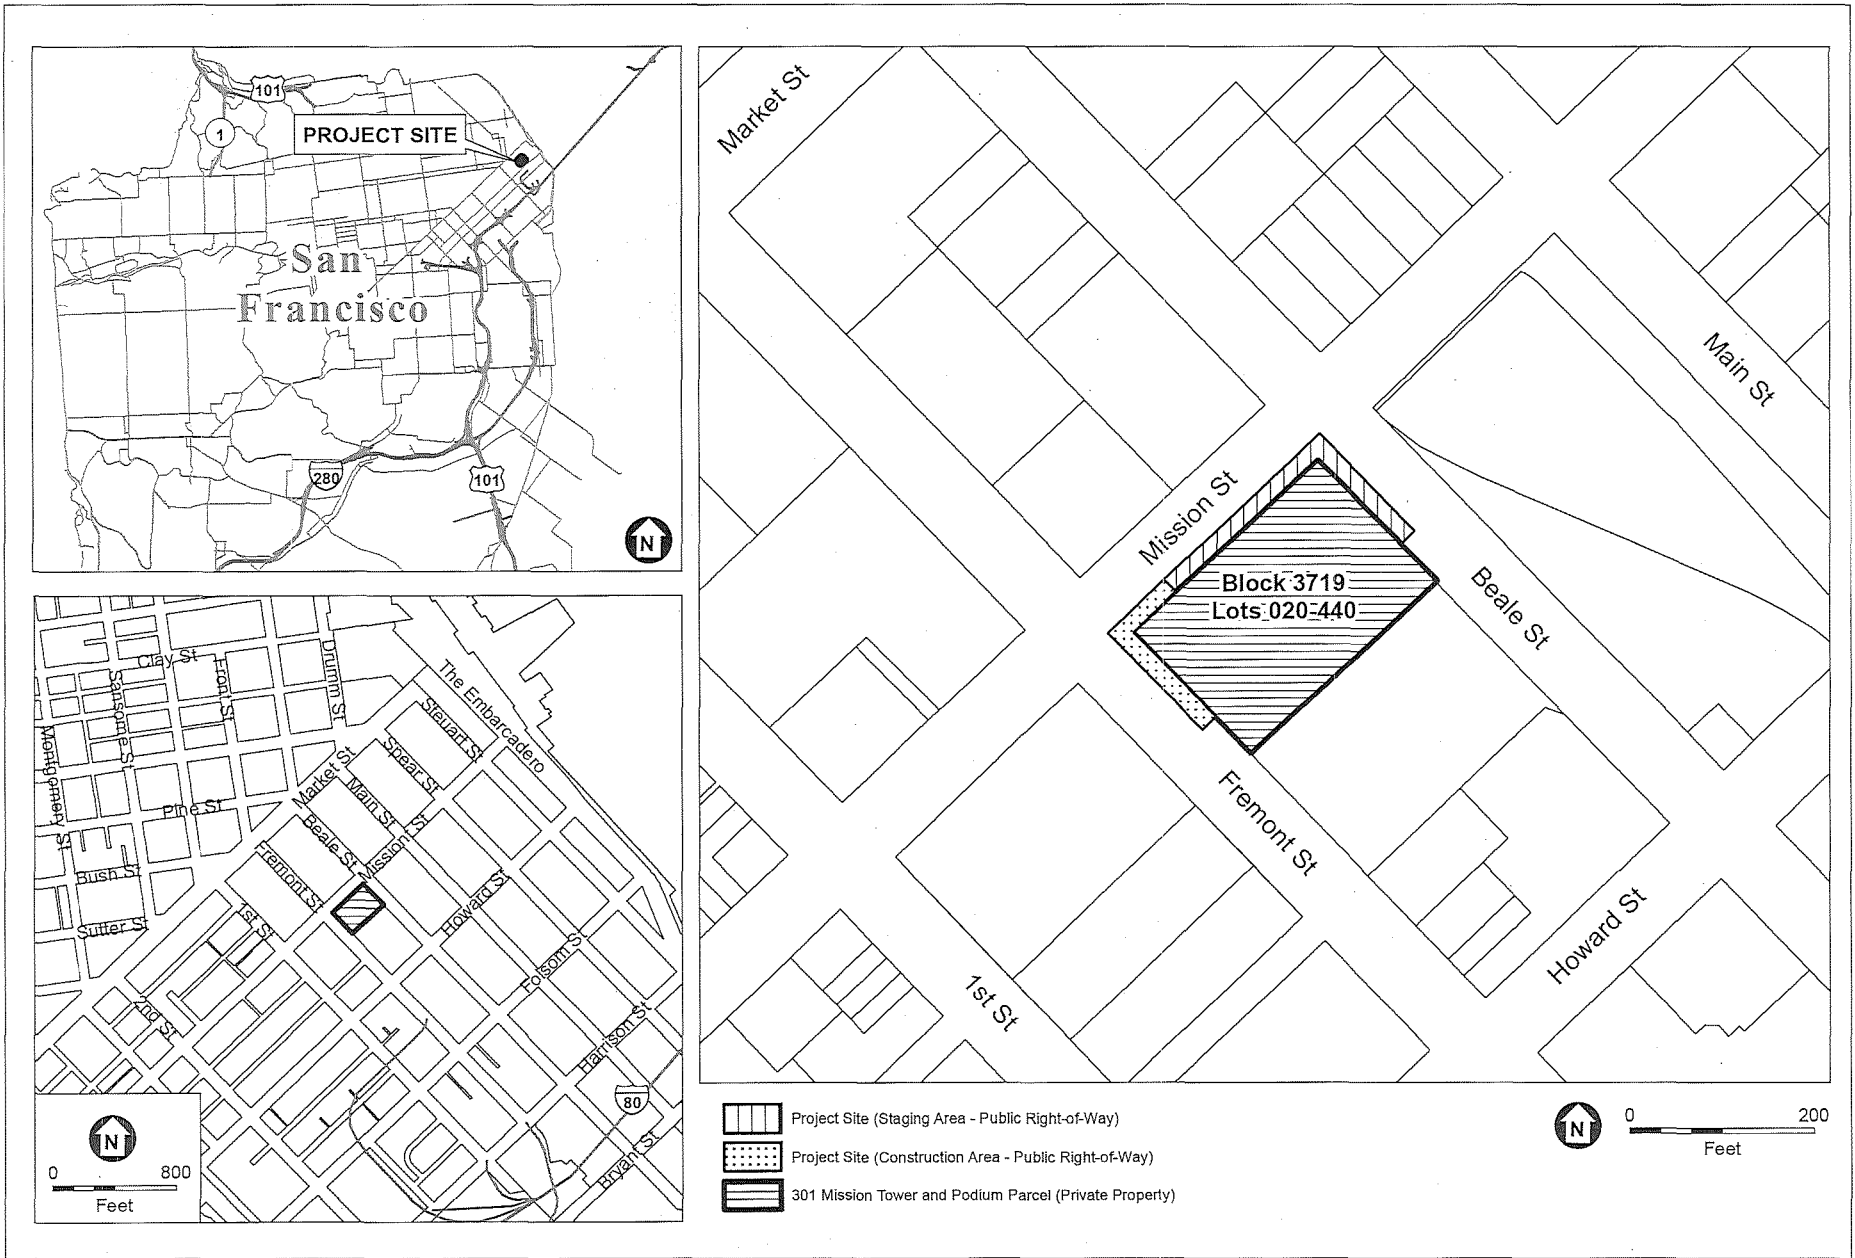 101
1
PROJECT SITE
San
Francisco
280
101
N
Market St
Main St
Mission St
Block 3719
Lots 020-440
Beale St
Fremont St
Howard St
1st St
Clay St
Front St
Drumm St
Sansome St
Montgomery St
The Embarcadero
Steuart St
Spear St
Market St
Main St
Pine St
Beale St
Mission St
Fremont St
Bush St
Howard St
1st St
Sutter St
Folsom St
2nd St
Harrison St
80
Bryant St
N
0 800
Feet
Project Site (Staging Area - Public Right-of-Way)
Project Site (Construction Area - Public Right-of-Way)
301 Mission Tower and Podium Parcel (Private Property)
N
0 200
Feet